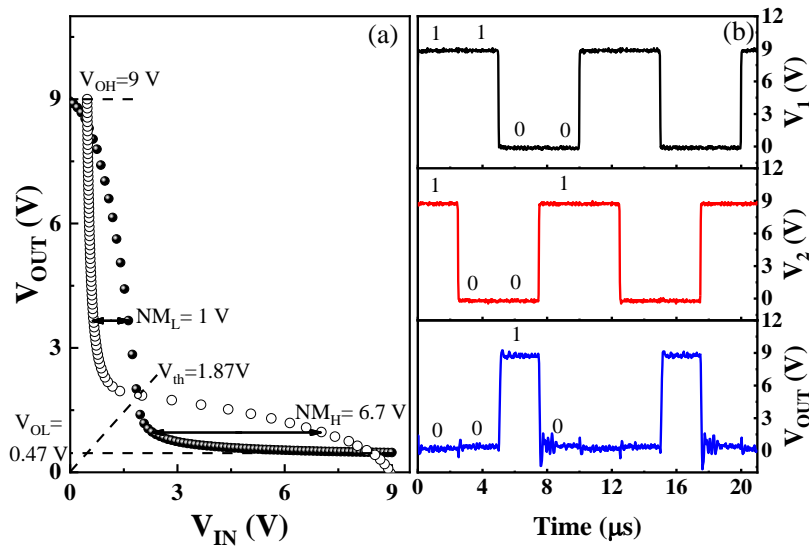 (a)
V_OH=9 V
NM_L= 1 V
V_th=1.87V
NM_H= 6.7 V
V_OL=
0.47 V
9
6
3
0
0 3 6 9
V_OUT (V)
V_IN (V)
(b)
1 1
0 0
12
9
6
3
0
V_1 (V)
1 1
0 0
12
9
6
3
0
V_2 (V)
1
0 0 0
12
9
6
3
0
V_OUT (V)
0 4 8 12 16 20
Time (μs)